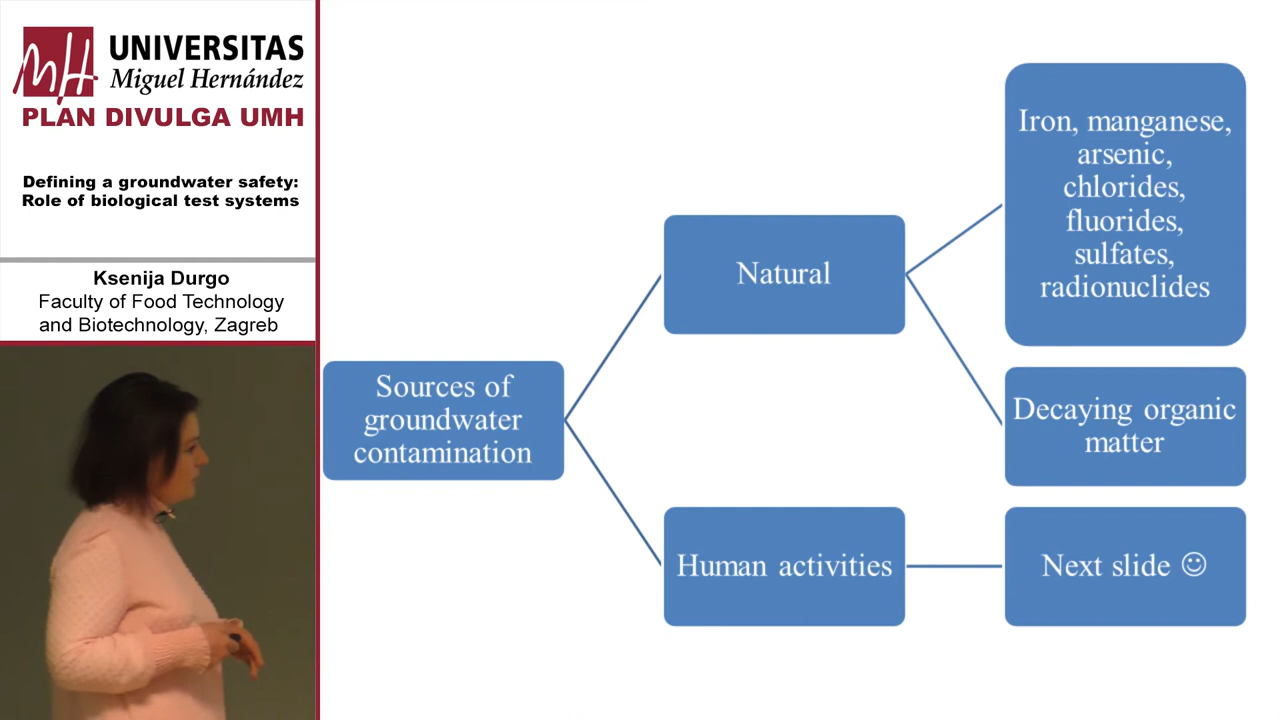 UNIVERSITAS
Miguel Hernández
PLAN DIVULGA UMH
Defining a groundwater safety:
Role of biological test systems
Ksenija Durgo
Faculty of Food Technology
and Biotechnology, Zagreb
Sources of
groundwater
contamination
Natural
Human activities
Iron, manganese,
arsenic,
chlorides,
fluorides,
sulfates,
radionuclides
Decaying organic
matter
Next slide ☺